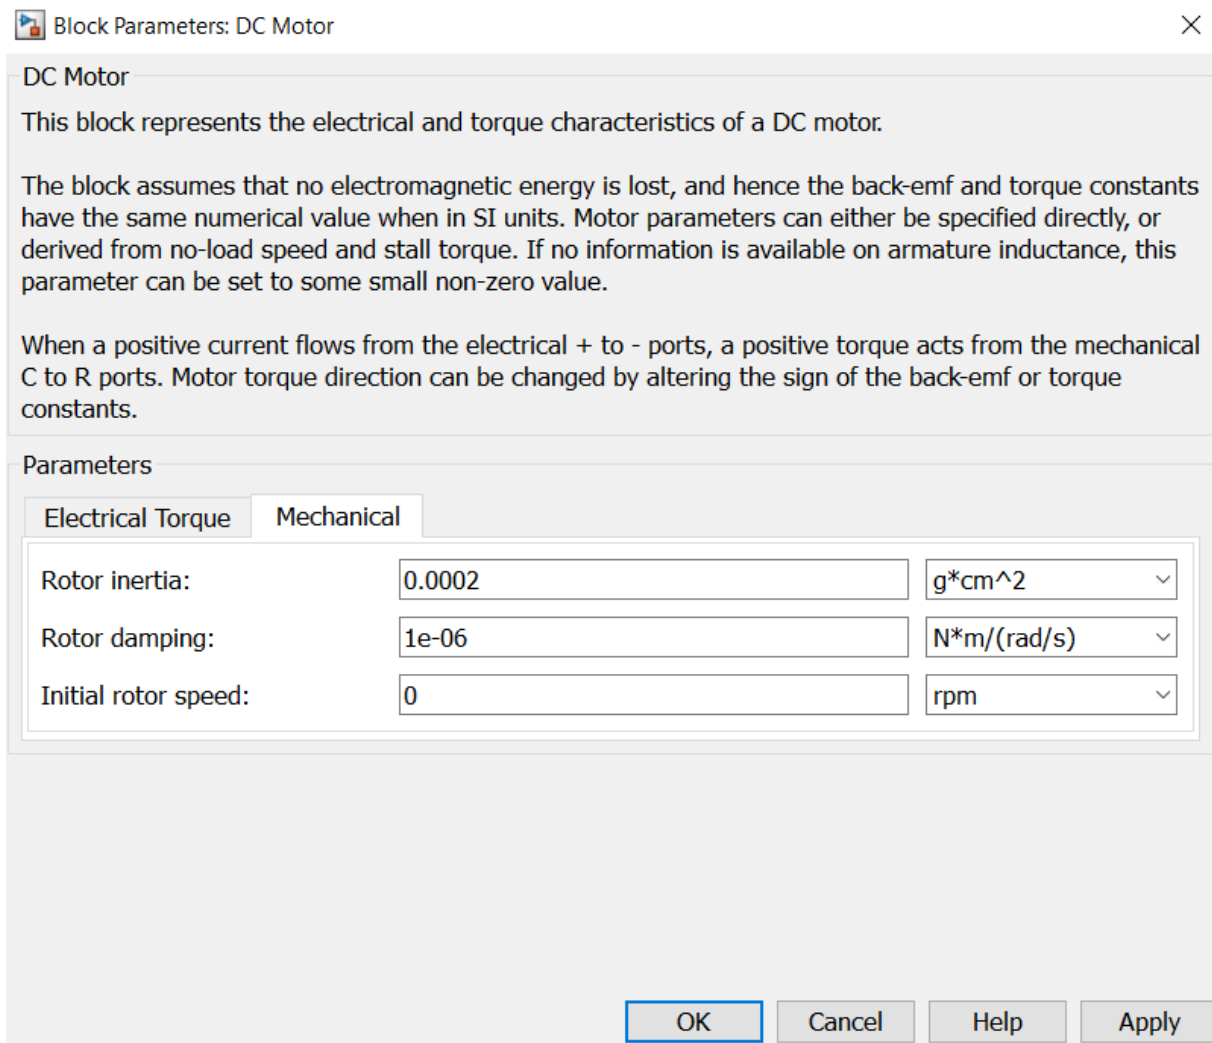 Block Parameters: DC Motor
DC Motor
This block represents the electrical and torque characteristics of a DC motor.
The block assumes that no electromagnetic energy is lost, and hence the back-emf and torque constants
have the same numerical value when in SI units. Motor parameters can either be specified directly, or
derived from no-load speed and stall torque. If no information is available on armature inductance, this
parameter can be set to some small non-zero value.
When a positive current flows from the electrical + to - ports, a positive torque acts from the mechanical
C to R ports. Motor torque direction can be changed by altering the sign of the back-emf or torque
constants.
Parameters
Electrical Torque Mechanical
Rotor inertia: 0.0002 g*cm^2
Rotor damping: 1e-06 N*m/(rad/s)
Initial rotor speed: 0 rpm
OK Cancel Help Apply